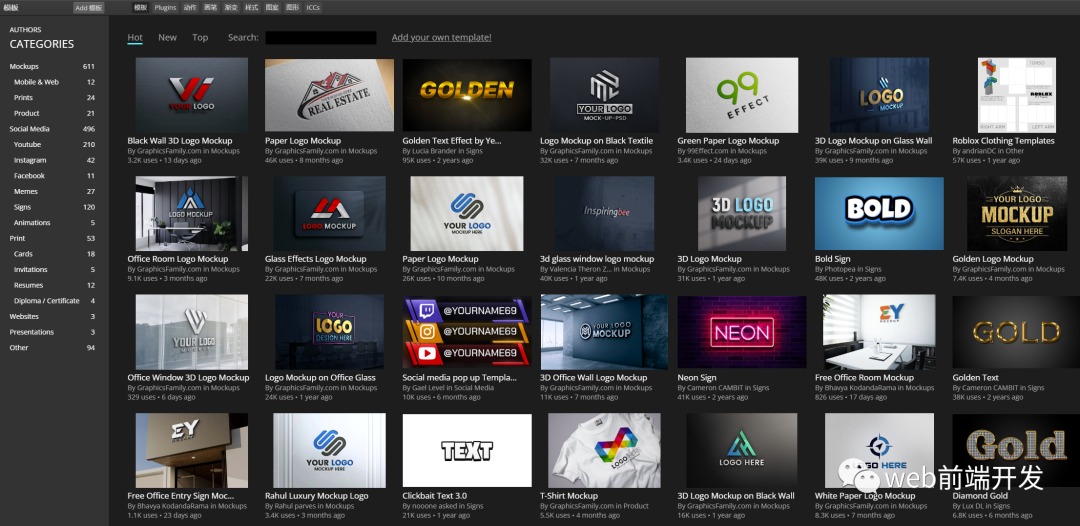 模板
Add 模板
模板 Plugins 动作 画笔 渐变 样式 图案 图形 ICCs
AUTHORS
CATEGORIES
Mockups 611
Mobile & Web 12
Prints 24
Product 21
Social Media 496
Youtube 210
Instagram 42
Facebook 11
Memes 27
Signs 120
Animations 5
Print 53
Cards 18
Invitations 5
Resumes 12
Diploma / Certificate 4
Websites 3
Presentations 3
Other 94
Hot New Top Search: Add your own template!
YOUR LOGO
REAL ESTATE
GOLDEN
YOUR LOGO
MOCK-UP-PSD
99
EFFECT
LOGO
MOCKUP
TORSO
ROBLOX
RIGHT ARM
LEFT ARM
Black Wall 3D Logo Mockup
By GraphicsFamily.com in Mockups
3.2K uses • 13 days ago
Paper Logo Mockup
By GraphicsFamily.com in Mockups
46K uses • 8 months ago
Golden Text Effect by Ye...
By Lucia Brander in Signs
95K uses • 2 years ago
Logo Mockup on Black Textile
By GraphicsFamily.com in Mockups
32K uses • 7 months ago
Green Paper Logo Mockup
By 99Effect.com in Mockups
3.4K uses • 24 days ago
3D Logo Mockup on Glass Wall
By GraphicsFamily.com in Mockups
39K uses • 9 months ago
Roblox Clothing Templates
By andrianDC in Other
57K uses • 1 year ago
LOGO MOCKUP
LOGO MOCKUP
YOUR LOGO
MOCKUP HERE
Inspiringbee
3D LOGO
MOCKUP
BOLD
YOUR LOGO
MOCKUP
SLOGAN HERE
Office Room Logo Mockup
By GraphicsFamily.com in Mockups
9.1K uses • 3 months ago
Glass Effects Logo Mockup
By GraphicsFamily.com in Mockups
22K uses • 7 months ago
Paper Logo Mockup
By GraphicsFamily.com in Mockups
26K uses • 10 months ago
3d glass window logo mockup
By Valencia Theron Z... in Mockups
40K uses • 1 year ago
3D Logo Mockup
By GraphicsFamily.com in Mockups
31K uses • 1 year ago
Bold Sign
By Photopea in Signs
48K uses • 2 years ago
Golden Logo Mockup
By GraphicsFamily.com in Mockups
7.4K uses • 4 months ago
YOUR LOGO
MOCKUP
YOUR
LOGO
DESIGN HERE
@YOURNAME69
@YOURNAME69
@YOURNAME69
YOUR LOGO
MOCKUP
NEON
EY
GOLD
Office Window 3D Logo Mockup
By GraphicsFamily.com in Mockups
329 uses • 6 days ago
Logo Mockup on Office Glass
By GraphicsFamily.com in Mockups
24K uses • 1 year ago
Social media pop up Templa...
By Gael Level in Social Media
10K uses • 6 months ago
3D Office Wall Logo Mockup
By GraphicsFamily.com in Mockups
11K uses • 7 months ago
Neon Sign
By Cameron CAMBIT in Signs
41K uses • 2 years ago
Free Office Room Mockup
By Bhavya KodandaRama in Mockups
826 uses • 17 days ago
Golden Text
By Cameron CAMBIT in Signs
38K uses • 2 years ago
EY
YOUR LOGO
MOCKUP HERE
TEXT
LOGO HERE
LOGO HERE
LOGO HERE
Gold
Free Office Entry Sign Moc...
By Bhavya KodandaRama in Mockups
1.1K uses • 23 days ago
Rahul Luxury Mockup Logo
By Rahul parves in Mockups
3.4K uses • 3 months ago
Clickbait Text 3.0
By nooone asked in Signs
21K uses • 1 year ago
T-Shirt Mockup
By GraphicsFamily.com in Product
5.5K uses • 4 months ago
3D Logo Mockup on Black Wall
By GraphicsFamily.com in Mockups
16K uses • 1 year ago
White Paper Logo Mockup
By GraphicsFamily.com in Mockups
8.3K uses • 7 months ago
Diamond Gold
By Lux DL in Signs
6.8K uses • 6 months ago
web前端开发